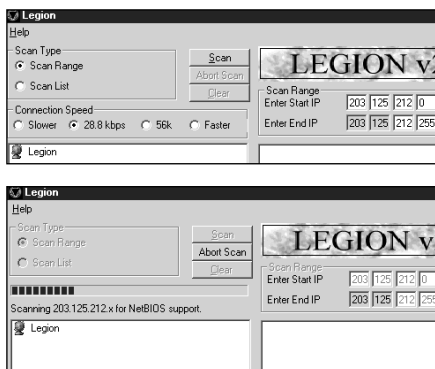 Legion
Help
Scan Type
Scan Range
Scan List
Scan
Abort Scan
Clear
Connection Speed
Slower 28.8 kbps 56k Faster
LEGION
Scan Range
Enter Start IP 203 125 212 0
Enter End IP 203 125 212 255
Legion
Legion
Help
Scan Type
Scan Range
Scan List
Scan
Abort Scan
Clear
Scanning 203.125.212.x for NetBIOS support.
LEGION
Scan Range
Enter Start IP 203 125 212 0
Enter End IP 203 125 212 255
Legion